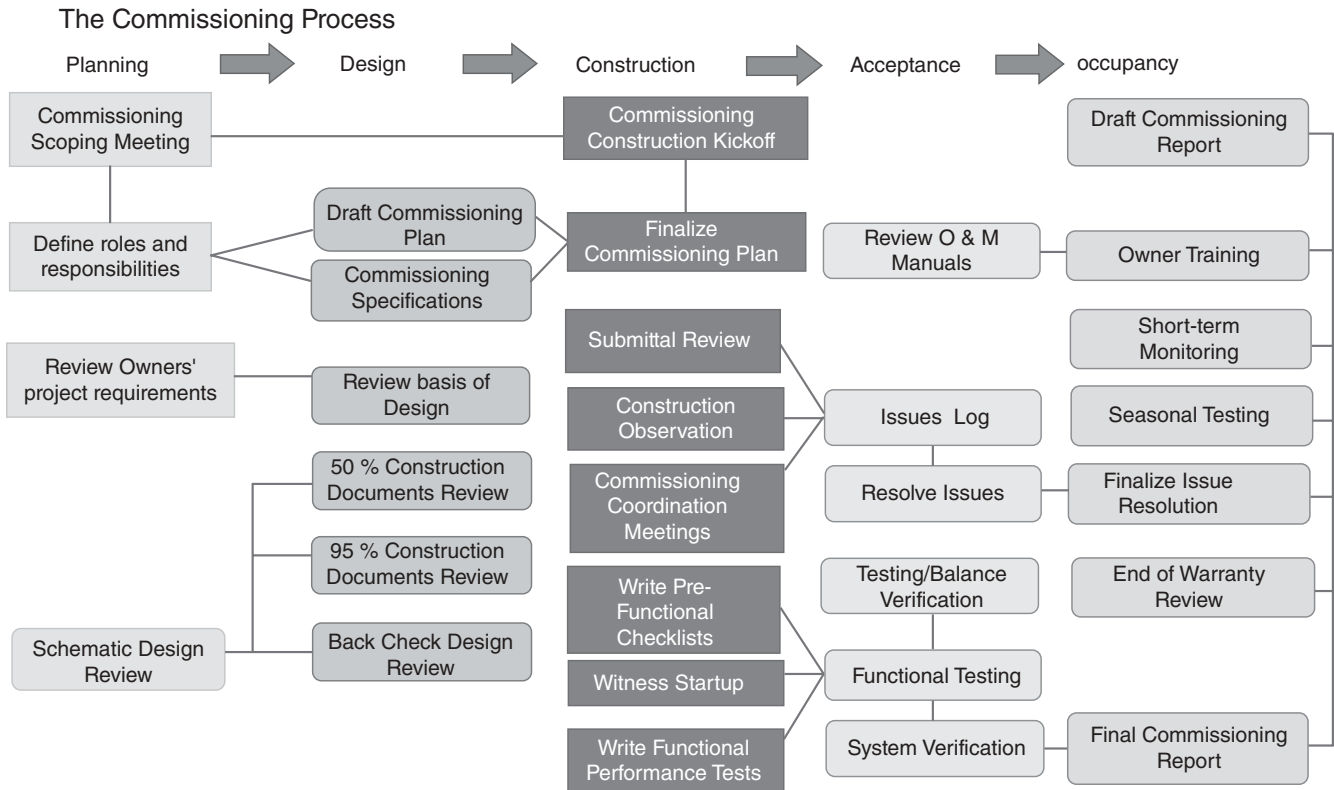 The Commissioning Process
Planning
Design
Construction
Acceptance
occupancy
Commissioning
Scoping Meeting
Define roles and
responsibilities
Review Owners'
project requirements
Schematic Design
Review
Draft Commissioning
Plan
Commissioning
Specifications
Review basis of
Design
50 % Construction
Documents Review
95 % Construction
Documents Review
Back Check Design
Review
Commissioning
Construction Kickoff
Finalize
Commissioning Plan
Submittal Review
Construction
Observation
Commissioning
Coordination
Meetings
Write Pre-
Functional
Checklists
Witness Startup
Write Functional
Performance Tests
Review O & M
Manuals
Issues Log
Resolve Issues
Testing/Balance
Verification
Functional Testing
System Verification
Draft Commissioning
Report
Owner Training
Short-term
Monitoring
Seasonal Testing
Finalize Issue
Resolution
End of Warranty
Review
Final Commissioning
Report